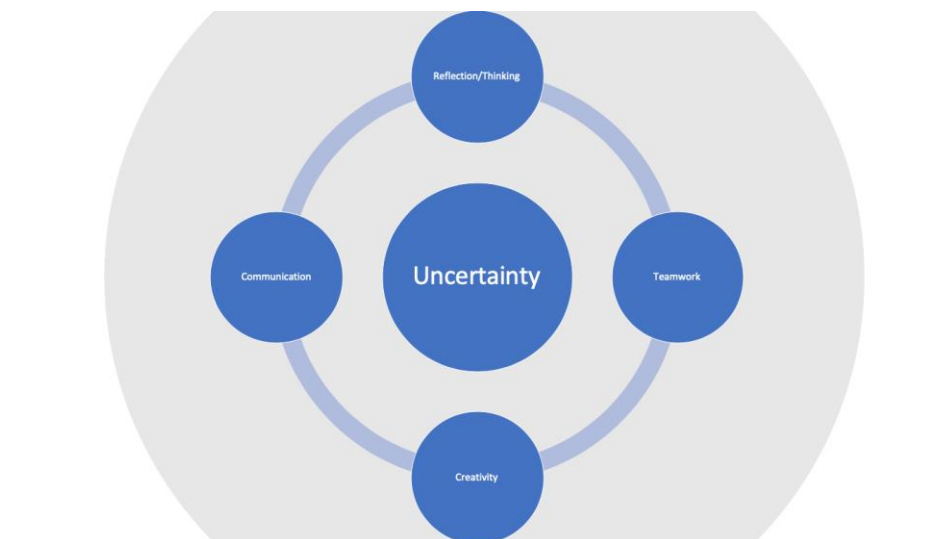 Reflection/Thinking
Communication
Uncertainty
Teamwork
Creativity